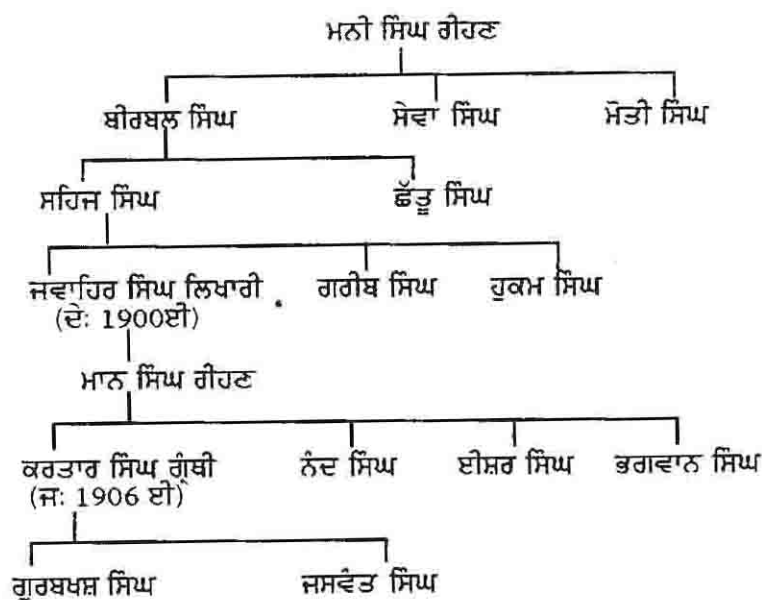 ਮਨੀ ਸਿੰਘ ਰੀਹਣ
ਬੀਰਬਲ ਸਿੰਘ ਸੇਵਾ ਸਿੰਘ ਮੋਤੀ ਸਿੰਘ
ਸਹਿਜ ਸਿੰਘ ਛੱਤੂ ਸਿੰਘ
ਜਵਾਹਿਰ ਸਿੰਘ ਲਿਖਾਰੀ ਗਰੀਬ ਸਿੰਘ ਹੁਕਮ ਸਿੰਘ
(ਦੇਃ 1900ਈ)
ਮਾਨ ਸਿੰਘ ਰੀਹਣ
ਕਰਤਾਰ ਸਿੰਘ ਗ੍ਰੰਥੀ ਨੰਦ ਸਿੰਘ ਈਸ਼ਰ ਸਿੰਘ ਭਗਵਾਨ ਸਿੰਘ
(ਜਃ 1906 ਈ)
ਗੁਰਬਖਸ਼ ਸਿੰਘ ਜਸਵੰਤ ਸਿੰਘ